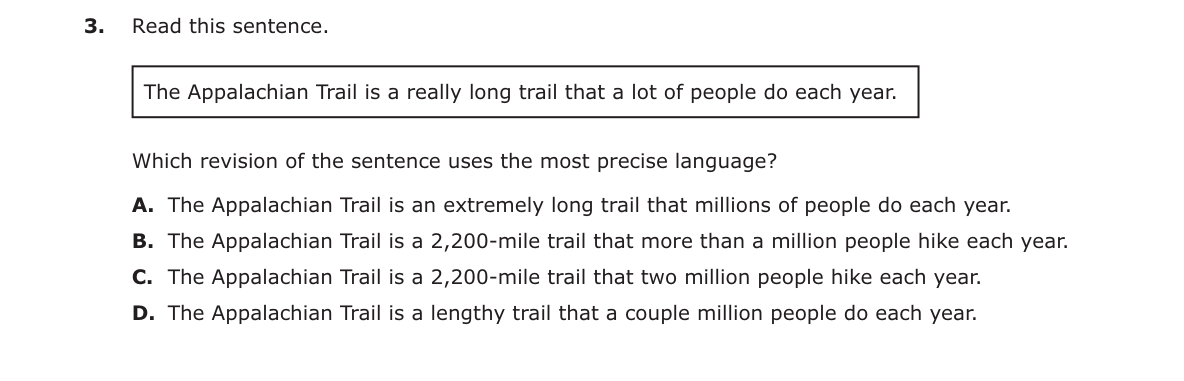 3. Read this sentence.
The Appalachian Trail is a really long trail that a lot of people do each year.
Which revision of the sentence uses the most precise language?
A. The Appalachian Trail is an extremely long trail that millions of people do each year.
B. The Appalachian Trail is a 2,200-mile trail that more than a million people hike each year.
C. The Appalachian Trail is a 2,200-mile trail that two million people hike each year.
D. The Appalachian Trail is a lengthy trail that a couple million people do each year.